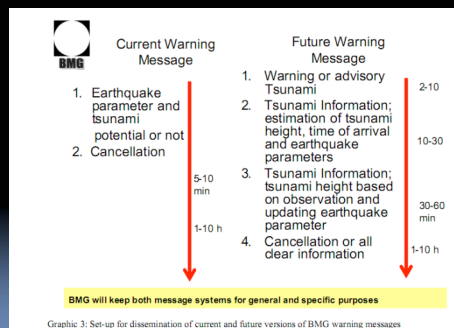 BMG
Current Warning
Message
1. Earthquake
parameter and
tsunami
potential or not
2. Cancellation
5-10
min
1-10 h
Future Warning
Message
1. Warning or advisory
Tsunami
2. Tsunami Information;
estimation of tsunami
height, time of arrival
and earthquake
parameters
3. Tsunami Information;
tsunami height based
on observation and
updating earthquake
parameter
4. Cancellation or all
clear information
2-10
10-30
30-60
min
1-10 h
BMG will keep both message systems for general and specific purposes
Graphic 3: Set-up for dissemination of current and future versions of BMG warning messages